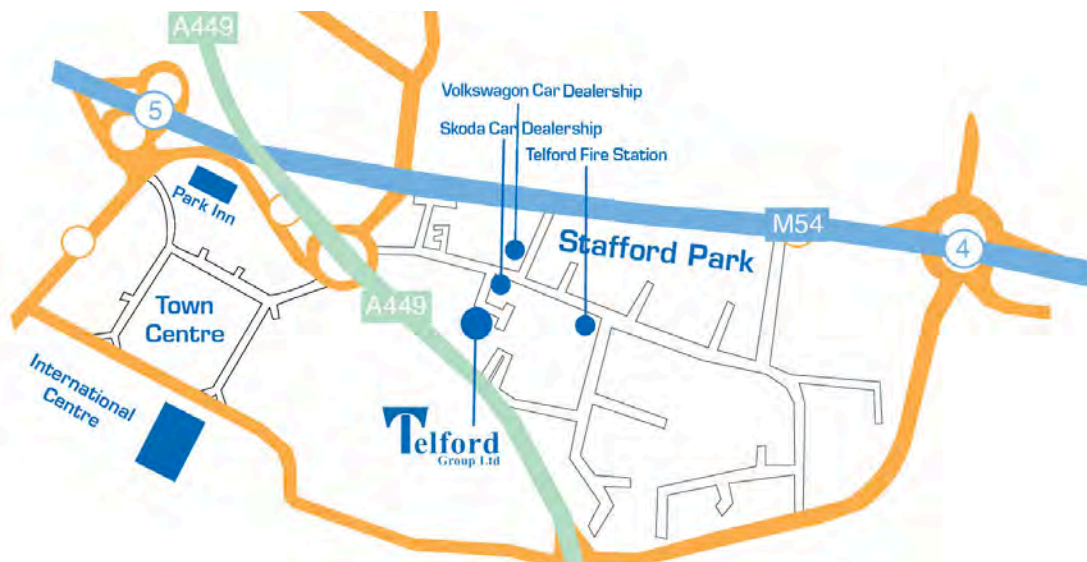 A449
5
Volkswagon Car Dealership
Skoda Car Dealership
Telford Fire Station
Park Inn
M54
Stafford Park
4
Town
Centre
A449
International
Centre
Telford
Group Ltd